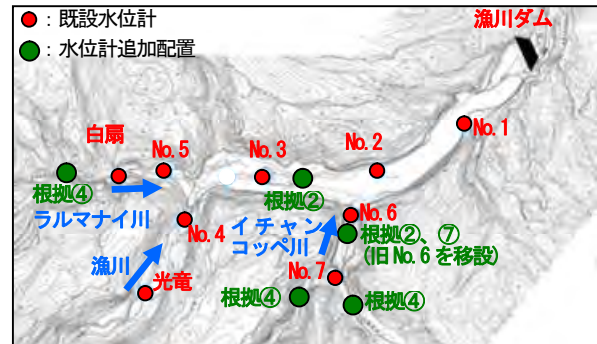 ：既設水位計
：水位計追加配置
漁川ダム
No.1
No.2
白扇
No.5
No.3
根拠④
根拠②
ラルマナイ川
No.4
イチャン
コッペ川
No.6
根拠②、⑦
(旧No.6を移設)
漁川
光竜
No.7
根拠④
根拠④